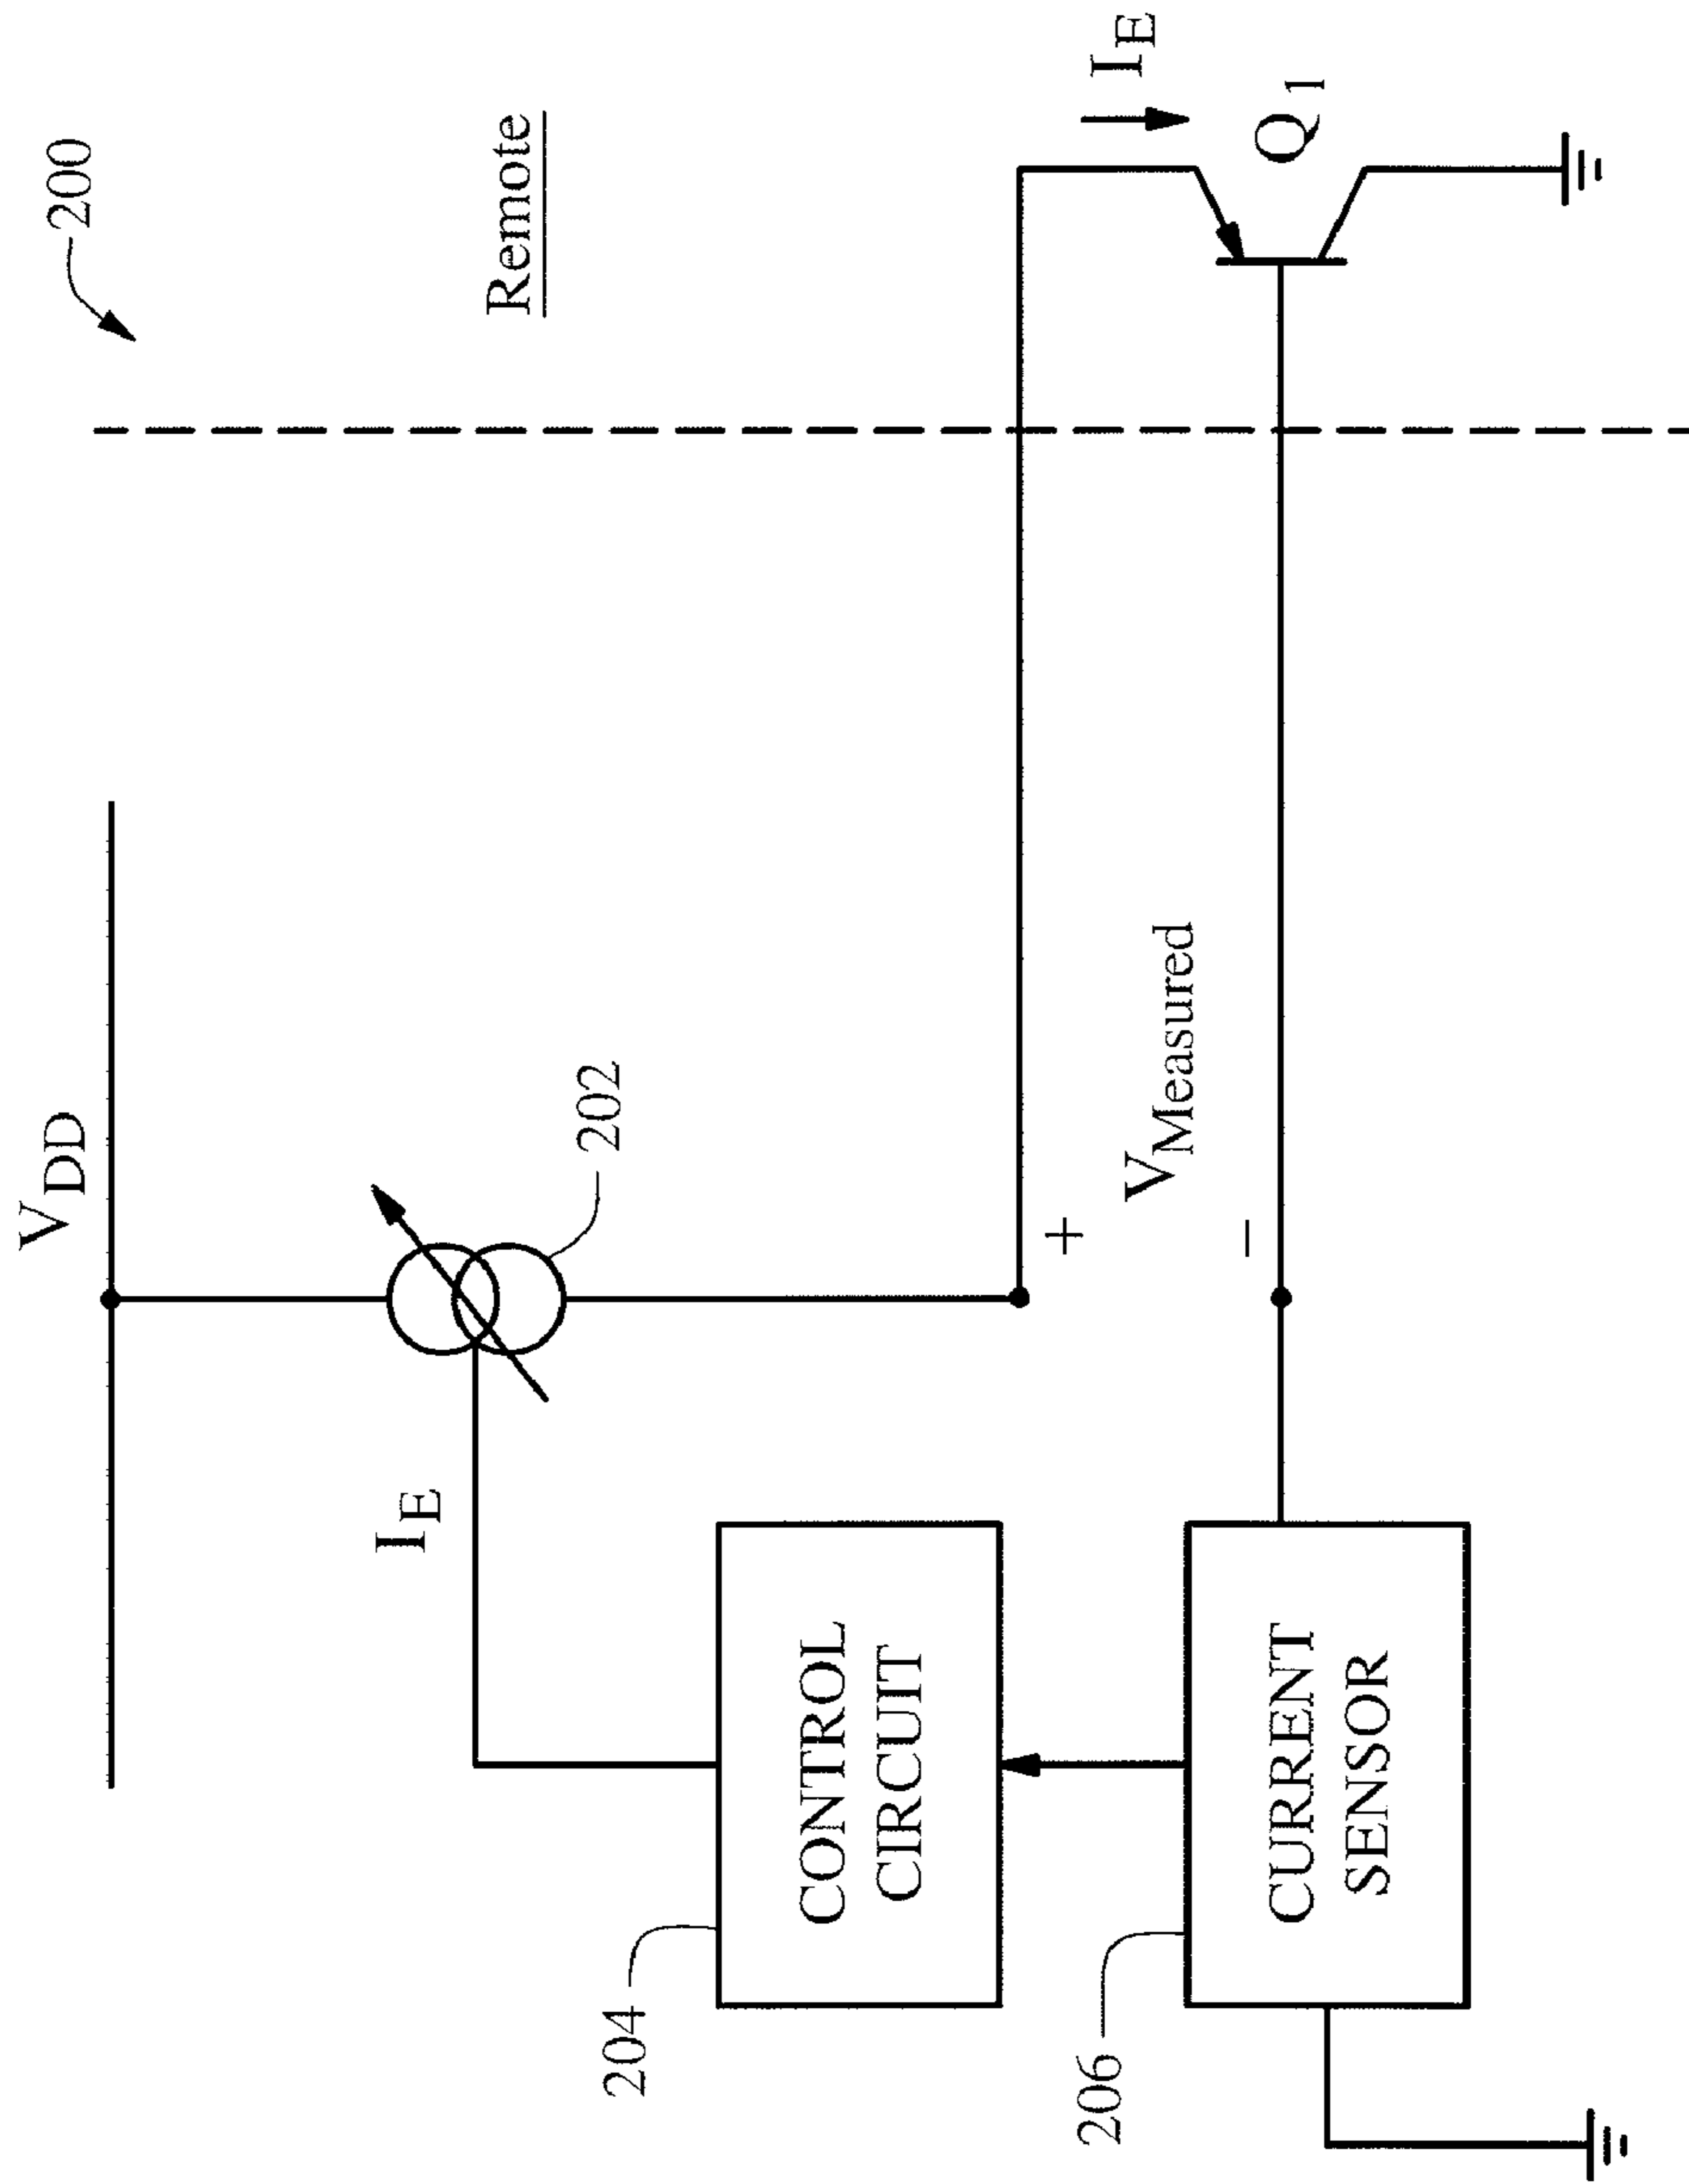 200
V_DD
Remote
I_E
202
I_E
204
CONTROL
CIRCUIT
+
V_Measured
−
Q_1
206
CURRENT
SENSOR